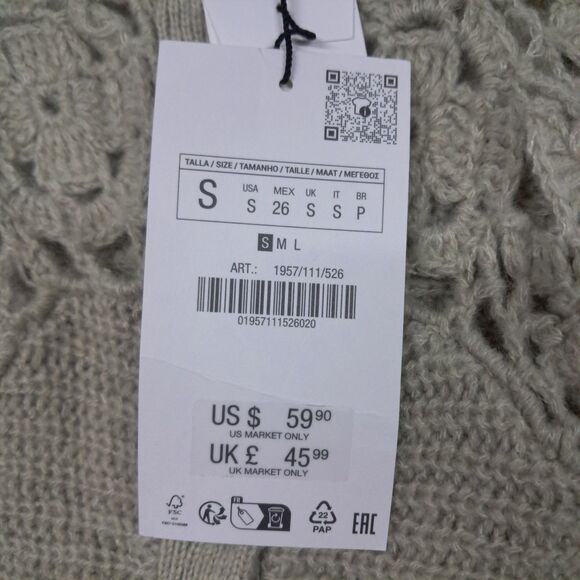 TALLA / SIZE / TAMANHO / TAILLE / MAAT / ΜΕΓΕΘΟΣ
S
USA MEX UK IT BR
S 26 S S P
S M L
ART.: 1957/111/526
01957111526020
US $ 59.90
US MARKET ONLY
UK £ 45.99
UK MARKET ONLY
FSC
FR
22
PAP
EAC